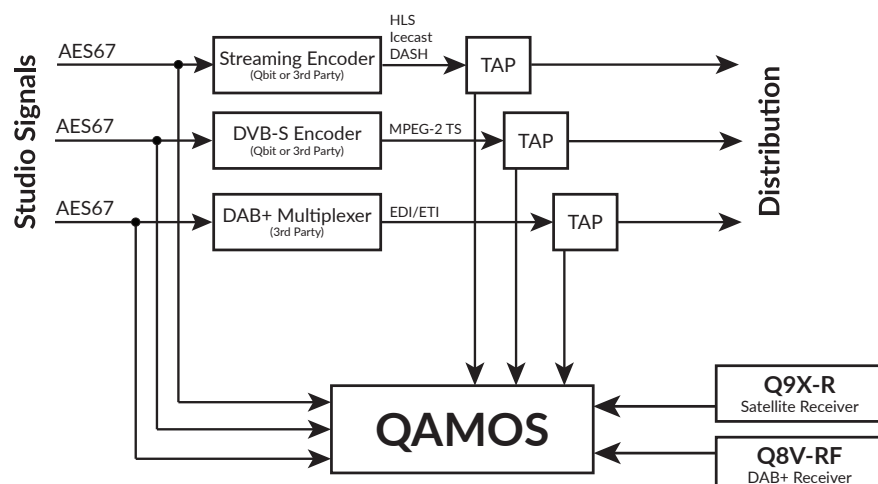 Studio Signals
AES67
Streaming Encoder
(Qbit or 3rd Party)
HLS
Icecast
DASH
TAP
AES67
DVB-S Encoder
(Qbit or 3rd Party)
MPEG-2 TS
TAP
AES67
DAB+ Multiplexer
(3rd Party)
EDI/ETI
TAP
Distribution
QAMOS
Q9X-R
Satellite Receiver
Q8V-RF
DAB+ Receiver